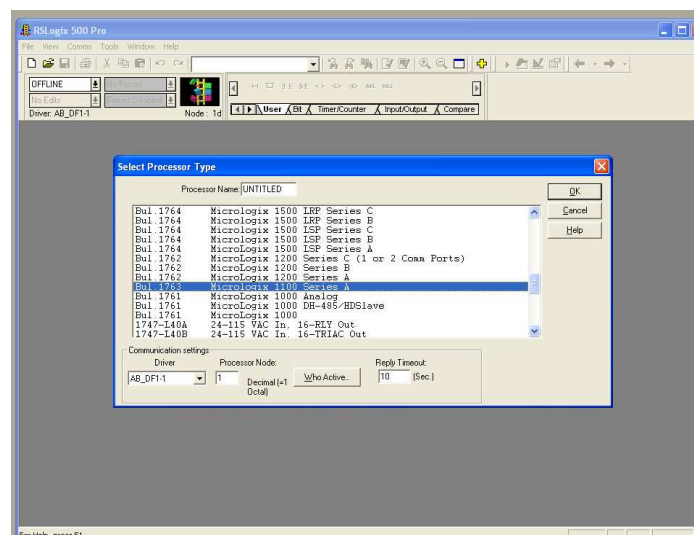 RSLogix 500 Pro
File View Comms Tools Window Help
OFFLINE No Forces
No Edits Forces Disabled
Driver: AB_DF1-1 Node: 1d
User Bit Timer/Counter Input/Output Compare
Select Processor Type
Processor Name: UNTITLED
OK
Cancel
Help
Bul.1764 Micrologix 1500 LRP Series C
Bul.1764 Micrologix 1500 LRP Series B
Bul.1764 Micrologix 1500 LSP Series C
Bul.1764 Micrologix 1500 LSP Series B
Bul.1764 Micrologix 1500 LSP Series A
Bul.1762 Micrologix 1200 Series C (1 or 2 Comm Ports)
Bul.1762 Micrologix 1200 Series B
Bul.1762 Micrologix 1200 Series A
Bul.1763 MicroLogix 1100 Series A
Bul.1761 MicroLogix 1000 Analog
Bul.1761 MicroLogix 1000 DH-485/HDSlave
Bul.1761 MicroLogix 1000
1747-L40A 24-115 VAC In, 16-RLY Out
1747-L40B 24-115 VAC In, 16-TRIAC Out
Communication settings
Driver Processor Node: Reply Timeout:
AB_DF1-1 1 Decimal (=1 Octal) Who Active... 10 (Sec.)
For Help, press F1